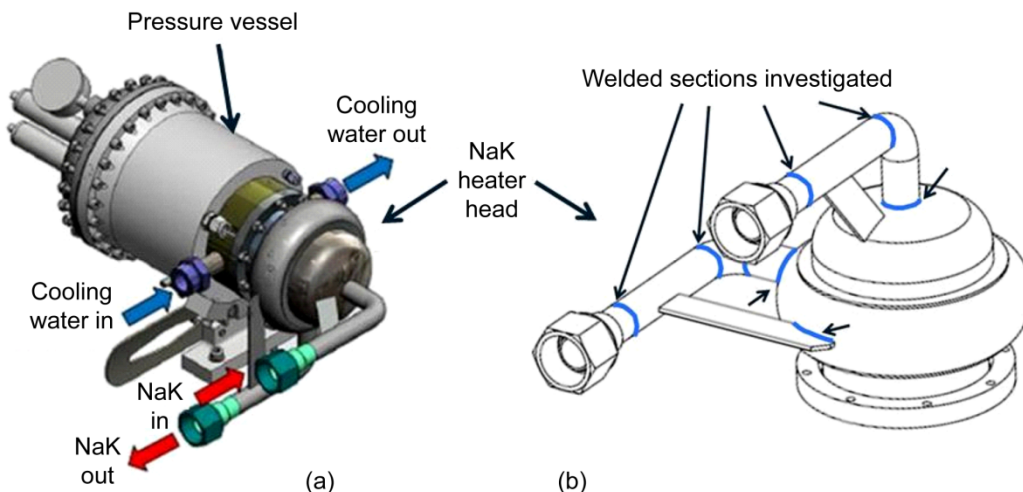 Pressure vessel
Cooling
water out
NaK
heater
head
Welded sections investigated
Cooling
water in
NaK
in
NaK
out
(a)
(b)